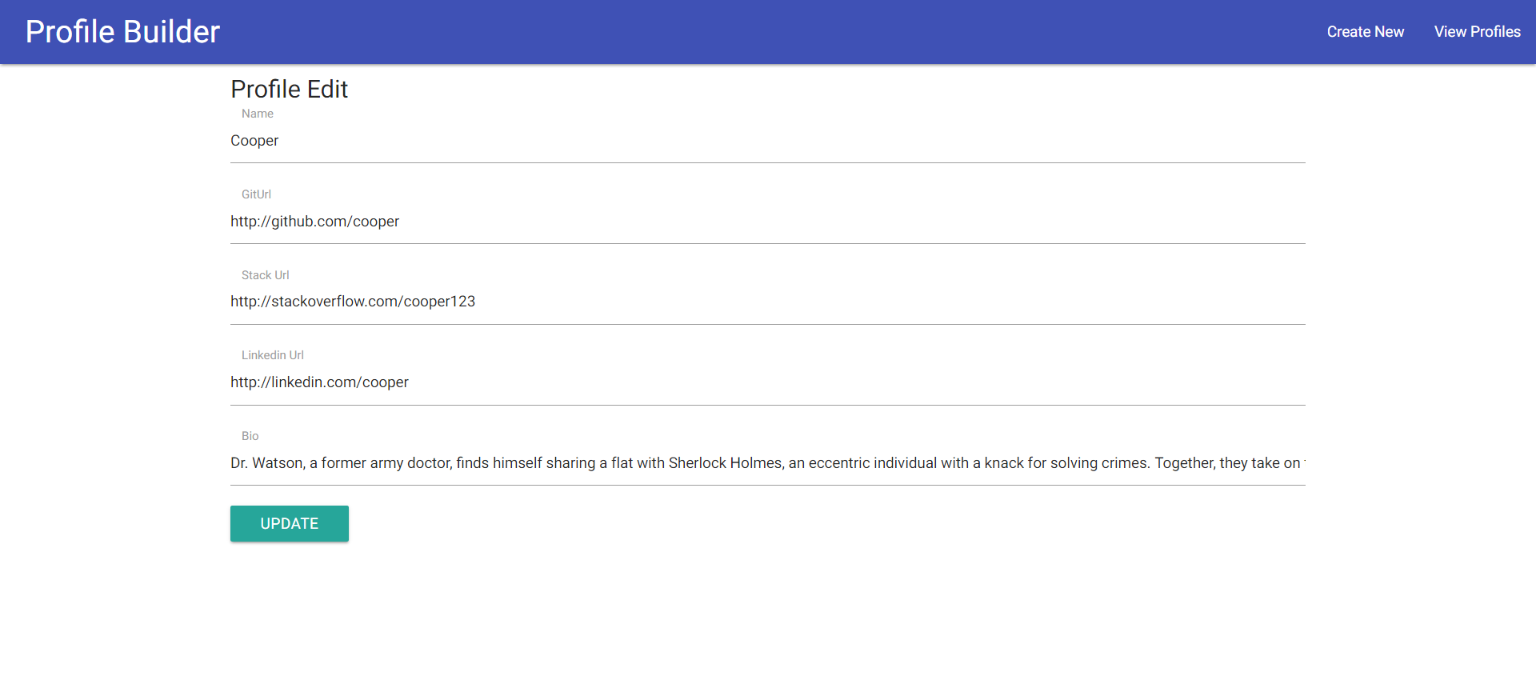 Profile Builder
Create New
View Profiles
Profile Edit
Name
Cooper
GitUrl
http://github.com/cooper
Stack Url
http://stackoverflow.com/cooper123
Linkedin Url
http://linkedin.com/cooper
Bio
Dr. Watson, a former army doctor, finds himself sharing a flat with Sherlock Holmes, an eccentric individual with a knack for solving crimes. Together, they take on
UPDATE